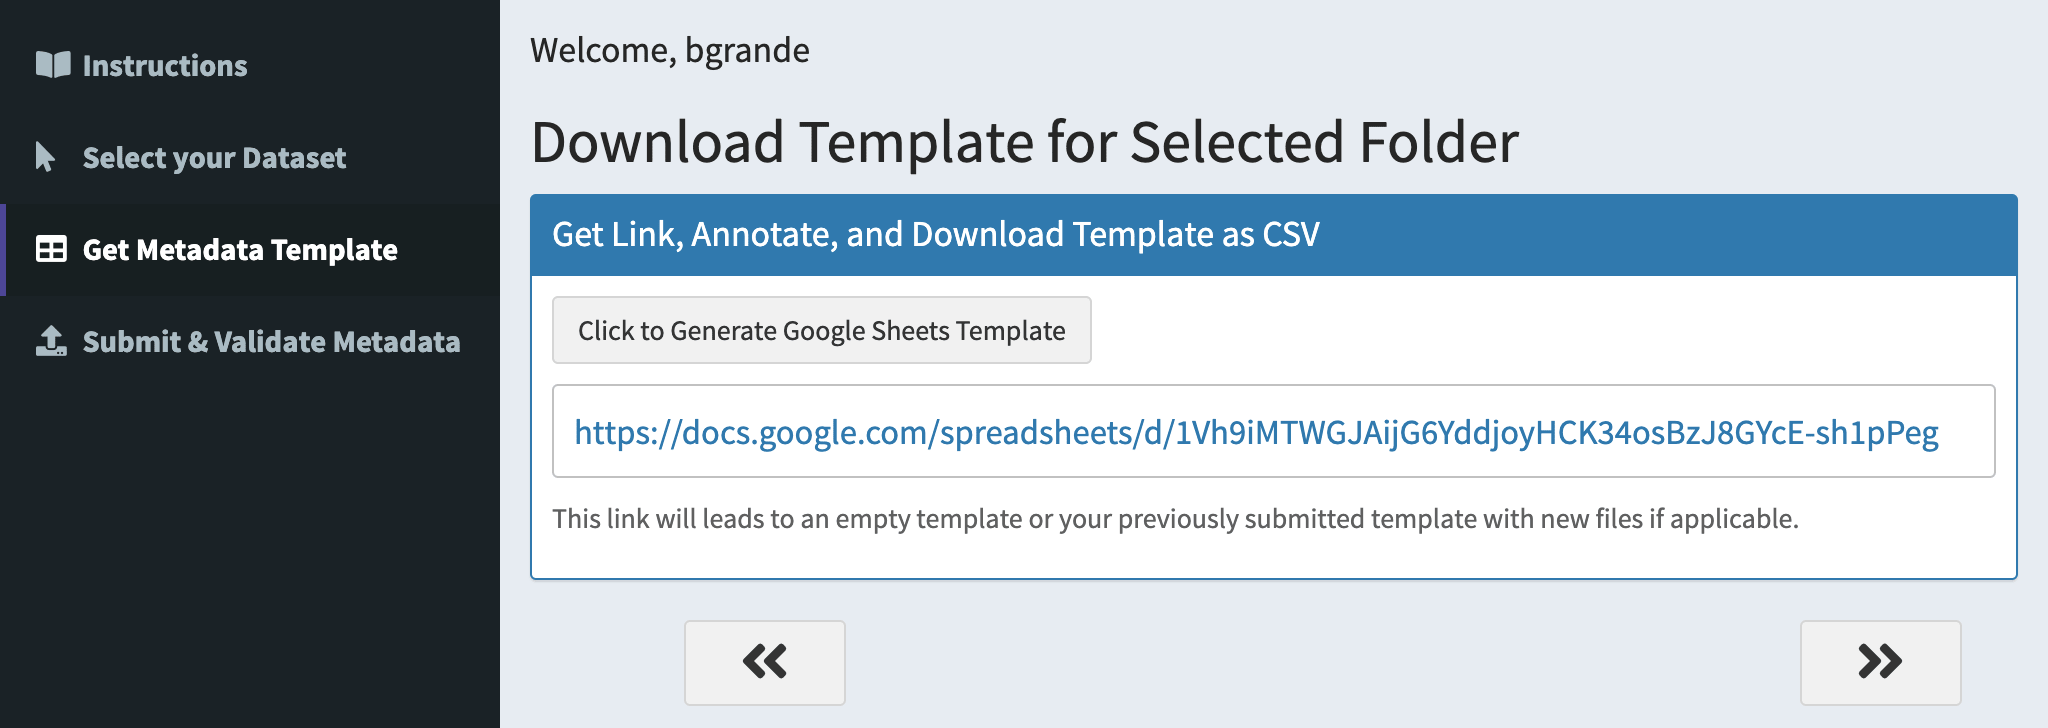 Instructions
Select your Dataset
Get Metadata Template
Submit & Validate Metadata
Welcome, bgrande
Download Template for Selected Folder
Get Link, Annotate, and Download Template as CSV
Click to Generate Google Sheets Template
https://docs.google.com/spreadsheets/d/1Vh9iMTWGJAijG6YddjoyHCK34osBzJ8GYcE-sh1pPeg
This link will leads to an empty template or your previously submitted template with new files if applicable.